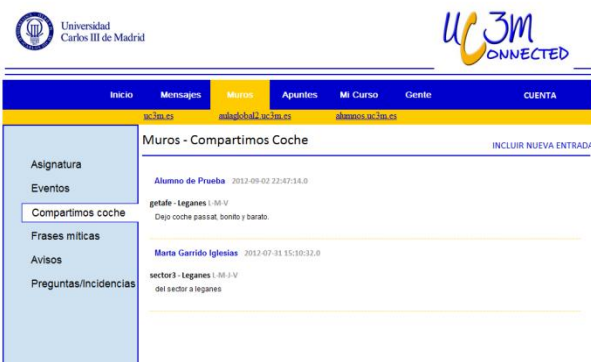 Universidad
Carlos III de Madrid
UC3M
CONNECTED
Inicio Mensajes Muros Apuntes Mi Curso Gente CUENTA
uc3m.es aulaglobal2.uc3m.es alumnos.uc3m.es
Muros - Compartimos Coche
INCLUIR NUEVA ENTRADA
Asignatura
Eventos
Compartimos coche
Frases míticas
Avisos
Preguntas/Incidencias
Alumno de Prueba 2012-09-02 22:47:14.0
getafe - Leganes L-M-V
Dejo coche passat, bonito y barato.
Marta Garrido Iglesias 2012-07-31 15:10:32.0
sector3 - Leganes L-M-J-V
del sector a leganes